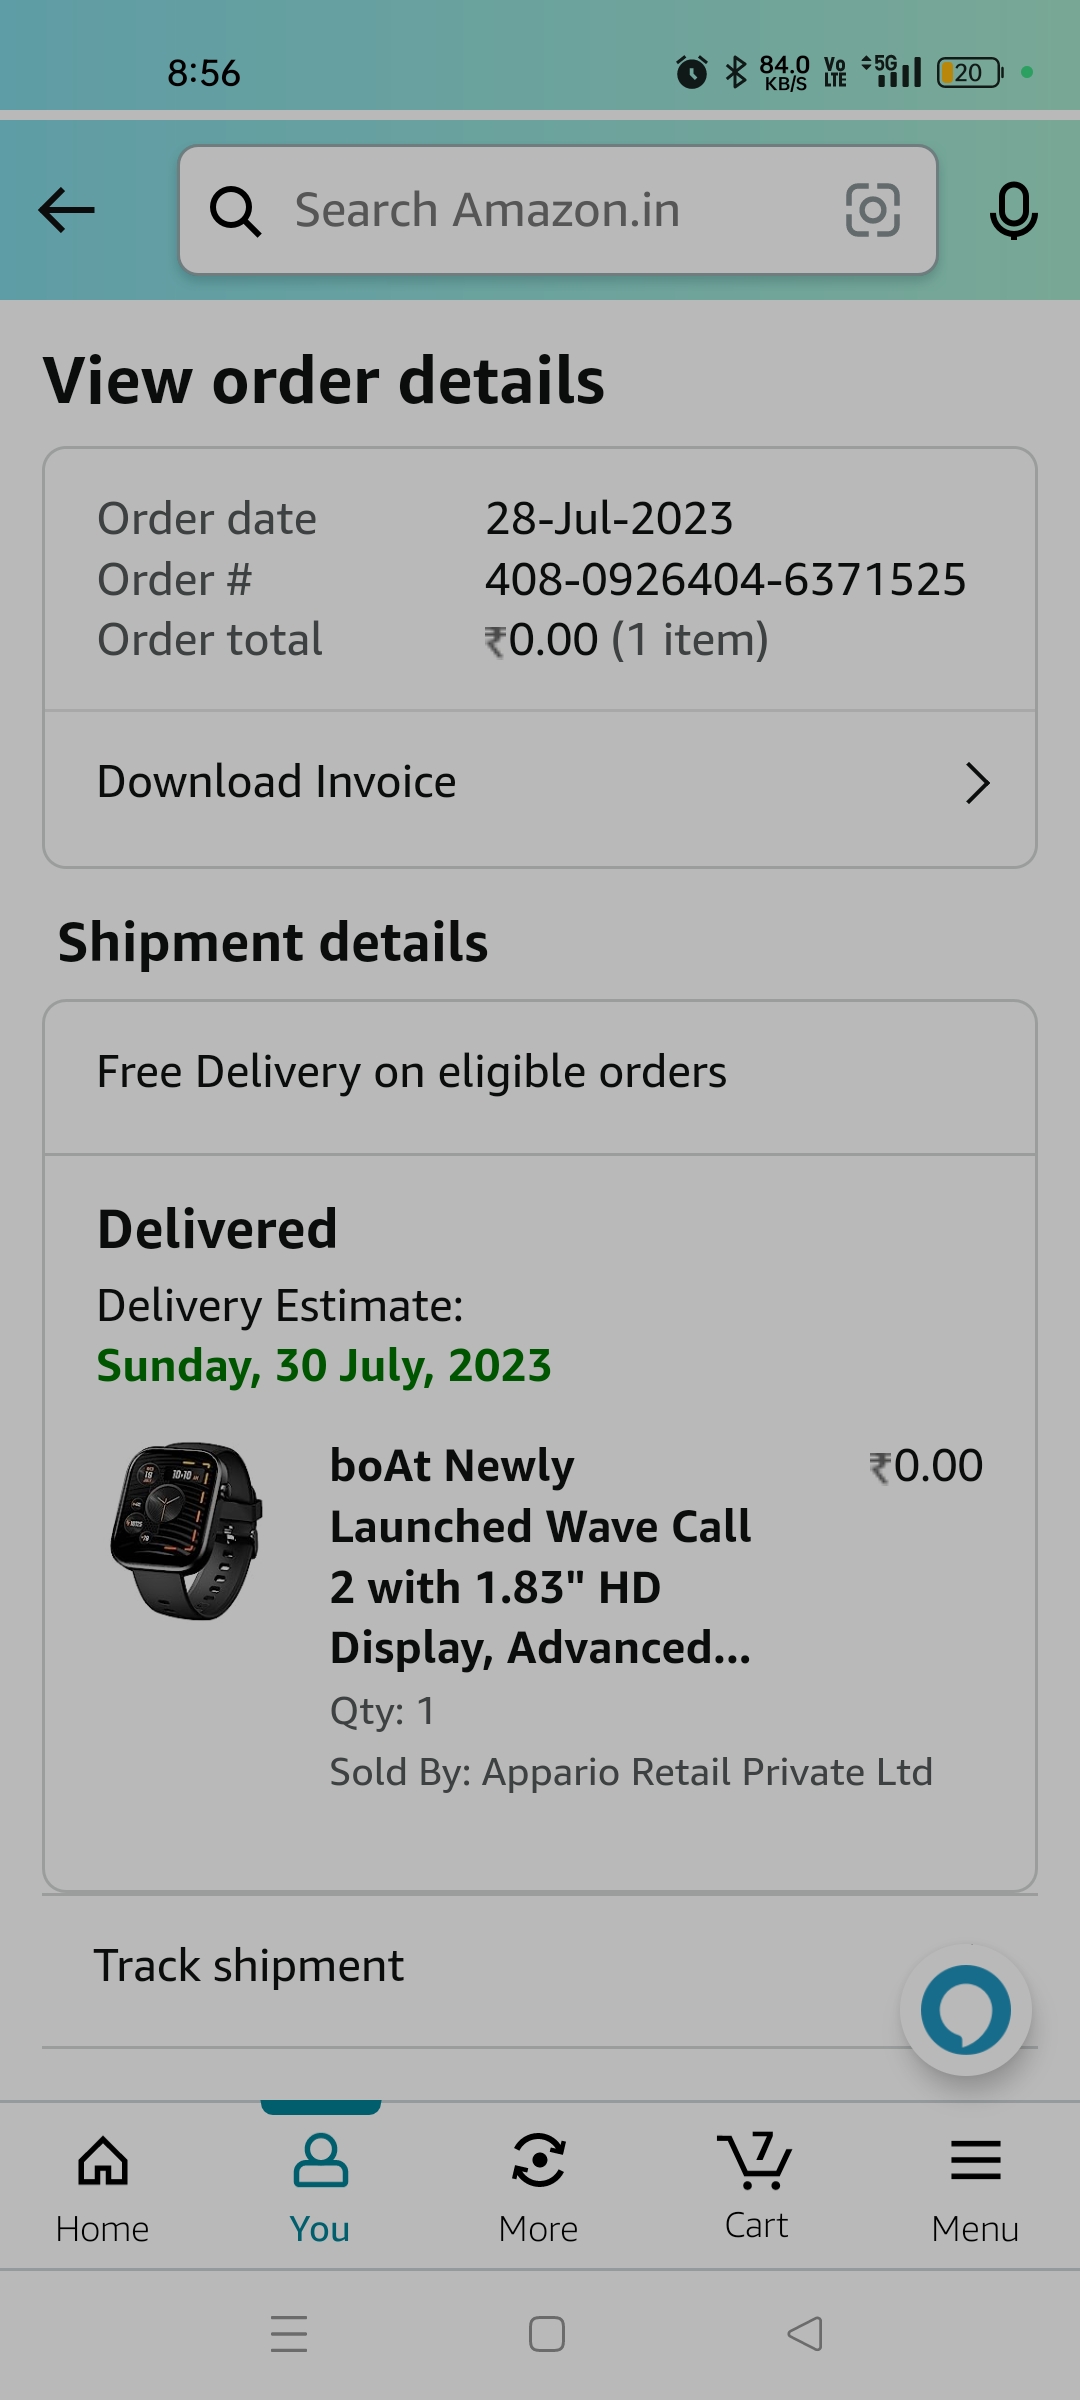 8:56
84.0
KB/S
Vo
LTE
5G
20
Search Amazon.in
View order details
Order date 28-Jul-2023
Order # 408-0926404-6371525
Order total ₹0.00 (1 item)
Download Invoice
Shipment details
Free Delivery on eligible orders
Delivered
Delivery Estimate:
Sunday, 30 July, 2023
boAt Newly ₹0.00
Launched Wave Call
2 with 1.83" HD
Display, Advanced...
Qty: 1
Sold By: Appario Retail Private Ltd
Track shipment
7
Home You More Cart Menu